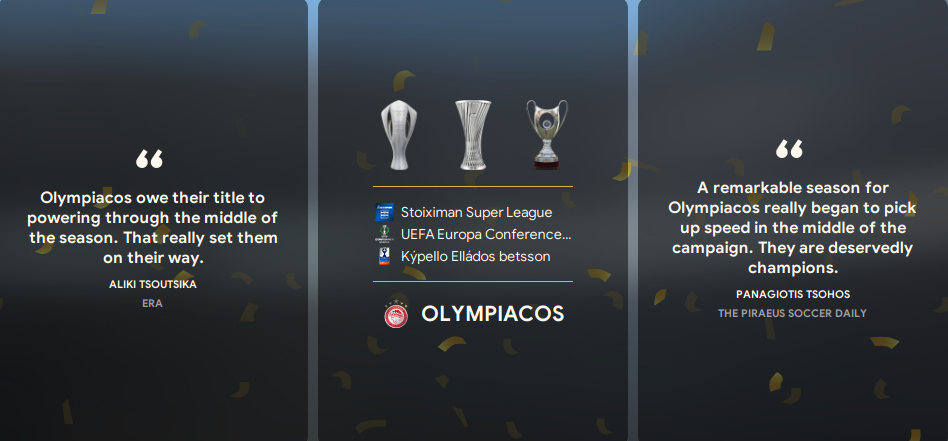 Olympiacos owe their title to
powering through the middle of
the season. That really set them
on their way.
ALIKI TSOUTSIKA
ERA
Stoiximan Super League
UEFA Europa Conference...
Kýpello Elládos betsson
OLYMPIACOS
A remarkable season for
Olympiacos really began to pick
up speed in the middle of the
campaign. They are deservedly
champions.
PANAGIOTIS TSOHOS
THE PIRAEUS SOCCER DAILY